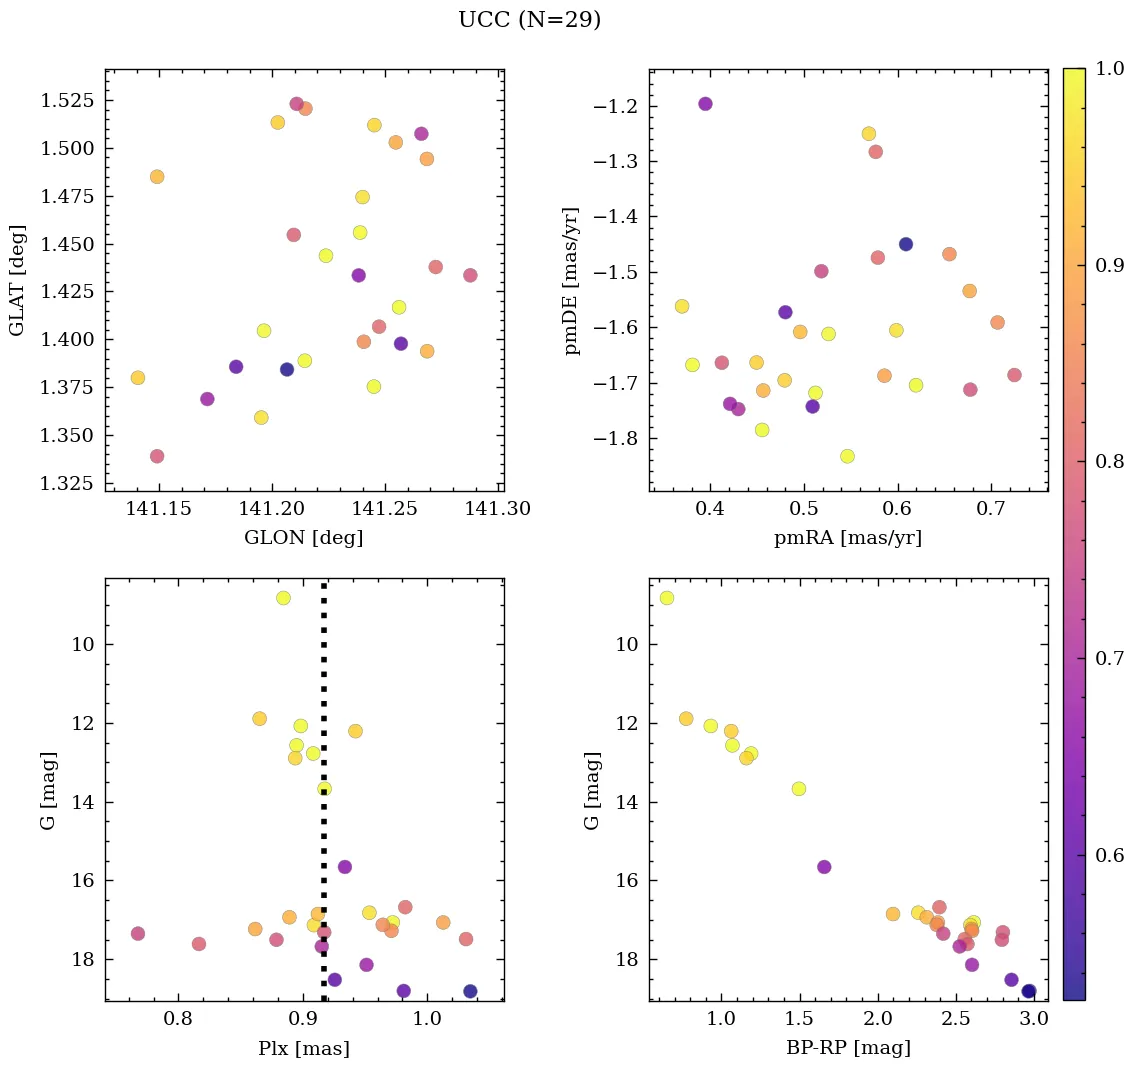 UCC (N=29)
1.525
1.500
1.475
1.450
1.425
1.400
1.375
1.350
1.325
GLAT [deg]
141.15 141.20 141.25 141.30
GLON [deg]
−1.2
−1.3
−1.4
−1.5
−1.6
−1.7
−1.8
pmDE [mas/yr]
0.4 0.5 0.6 0.7
pmRA [mas/yr]
1.0
0.9
0.8
0.7
0.6
10
12
14
16
18
G [mag]
0.8 0.9 1.0
Plx [mas]
10
12
14
16
18
G [mag]
1.0 1.5 2.0 2.5 3.0
BP-RP [mag]